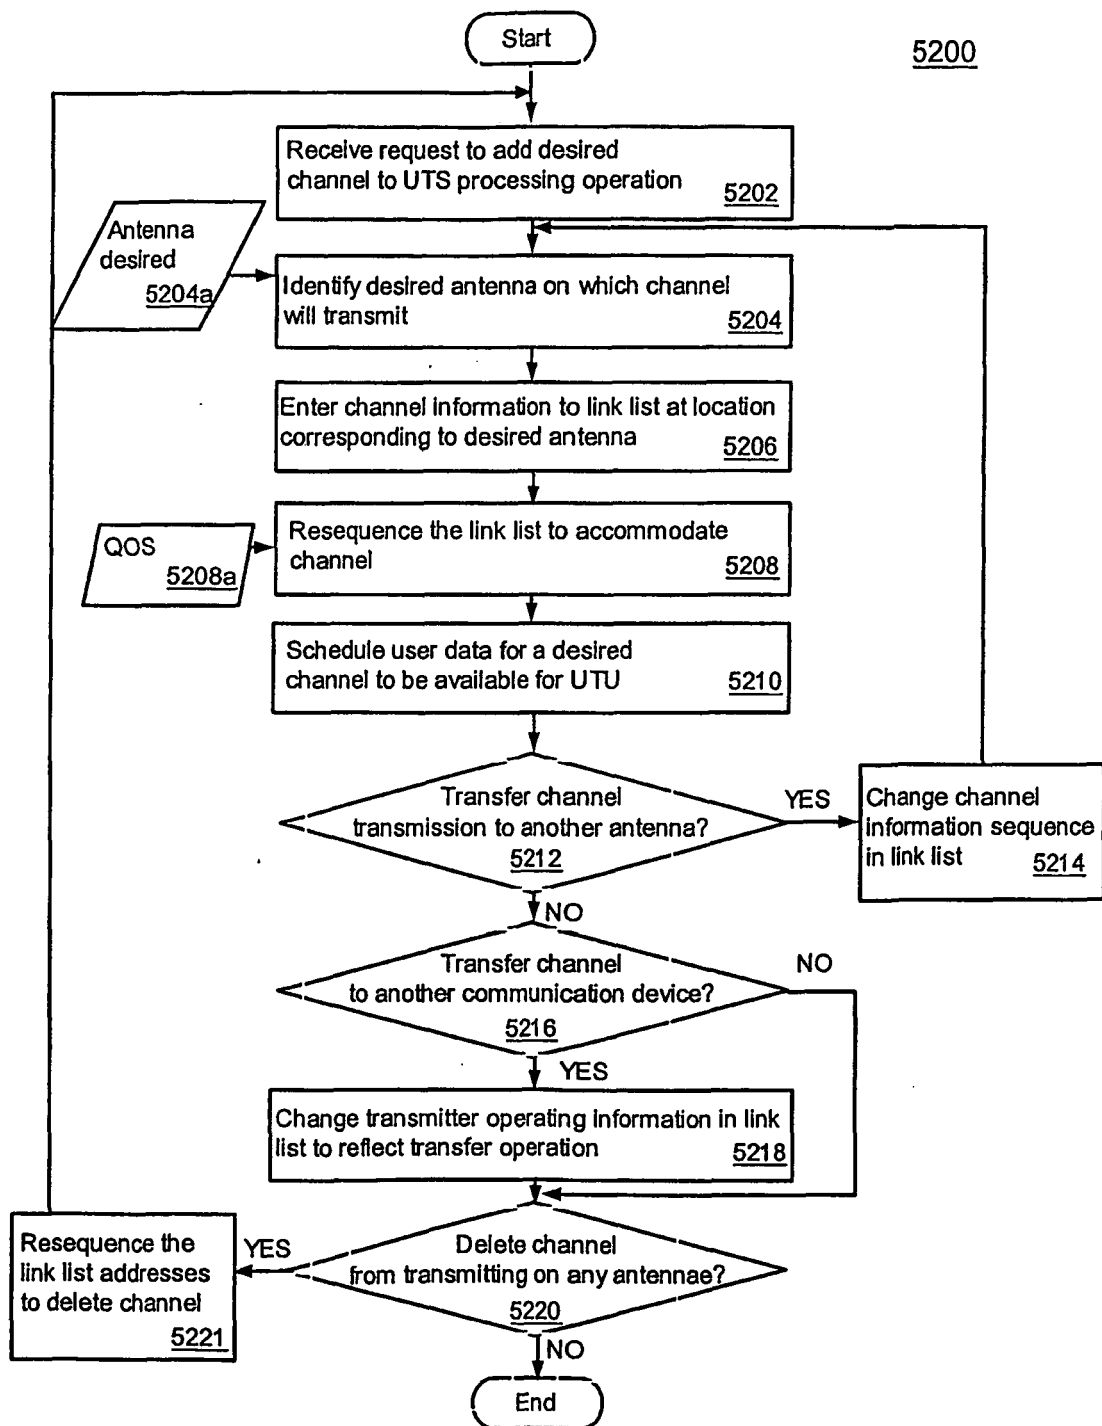 Start
5200
Receive request to add desired
channel to UTS processing operation
5202
Antenna
desired
5204a
Identify desired antenna on which channel
will transmit
5204
Enter channel information to link list at location
corresponding to desired antenna
5206
QOS
5208a
Resequence the link list to accommodate
channel
5208
Schedule user data for a desired
channel to be available for UTU
5210
Transfer channel
transmission to another antenna?
5212
YES
Change channel
information sequence
in link list
5214
NO
Transfer channel
to another communication device?
5216
NO
YES
Change transmitter operating information in link
list to reflect transfer operation
5218
Delete channel
from transmitting on any antennae?
5220
YES
Resequence the
link list addresses
to delete channel
5221
NO
End